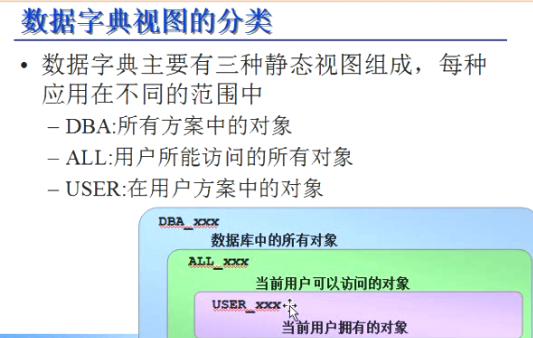 数据字典视图的分类
• 数据字典主要有三种静态视图组成，每种
应用在不同的范围中
– DBA:所有方案中的对象
– ALL:用户所能访问的所有对象
– USER:在用户方案中的对象
DBA_xxx
数据库中的所有对象
ALL_xxx
当前用户可以访问的对象
USER_xxx
当前用户拥有的对象